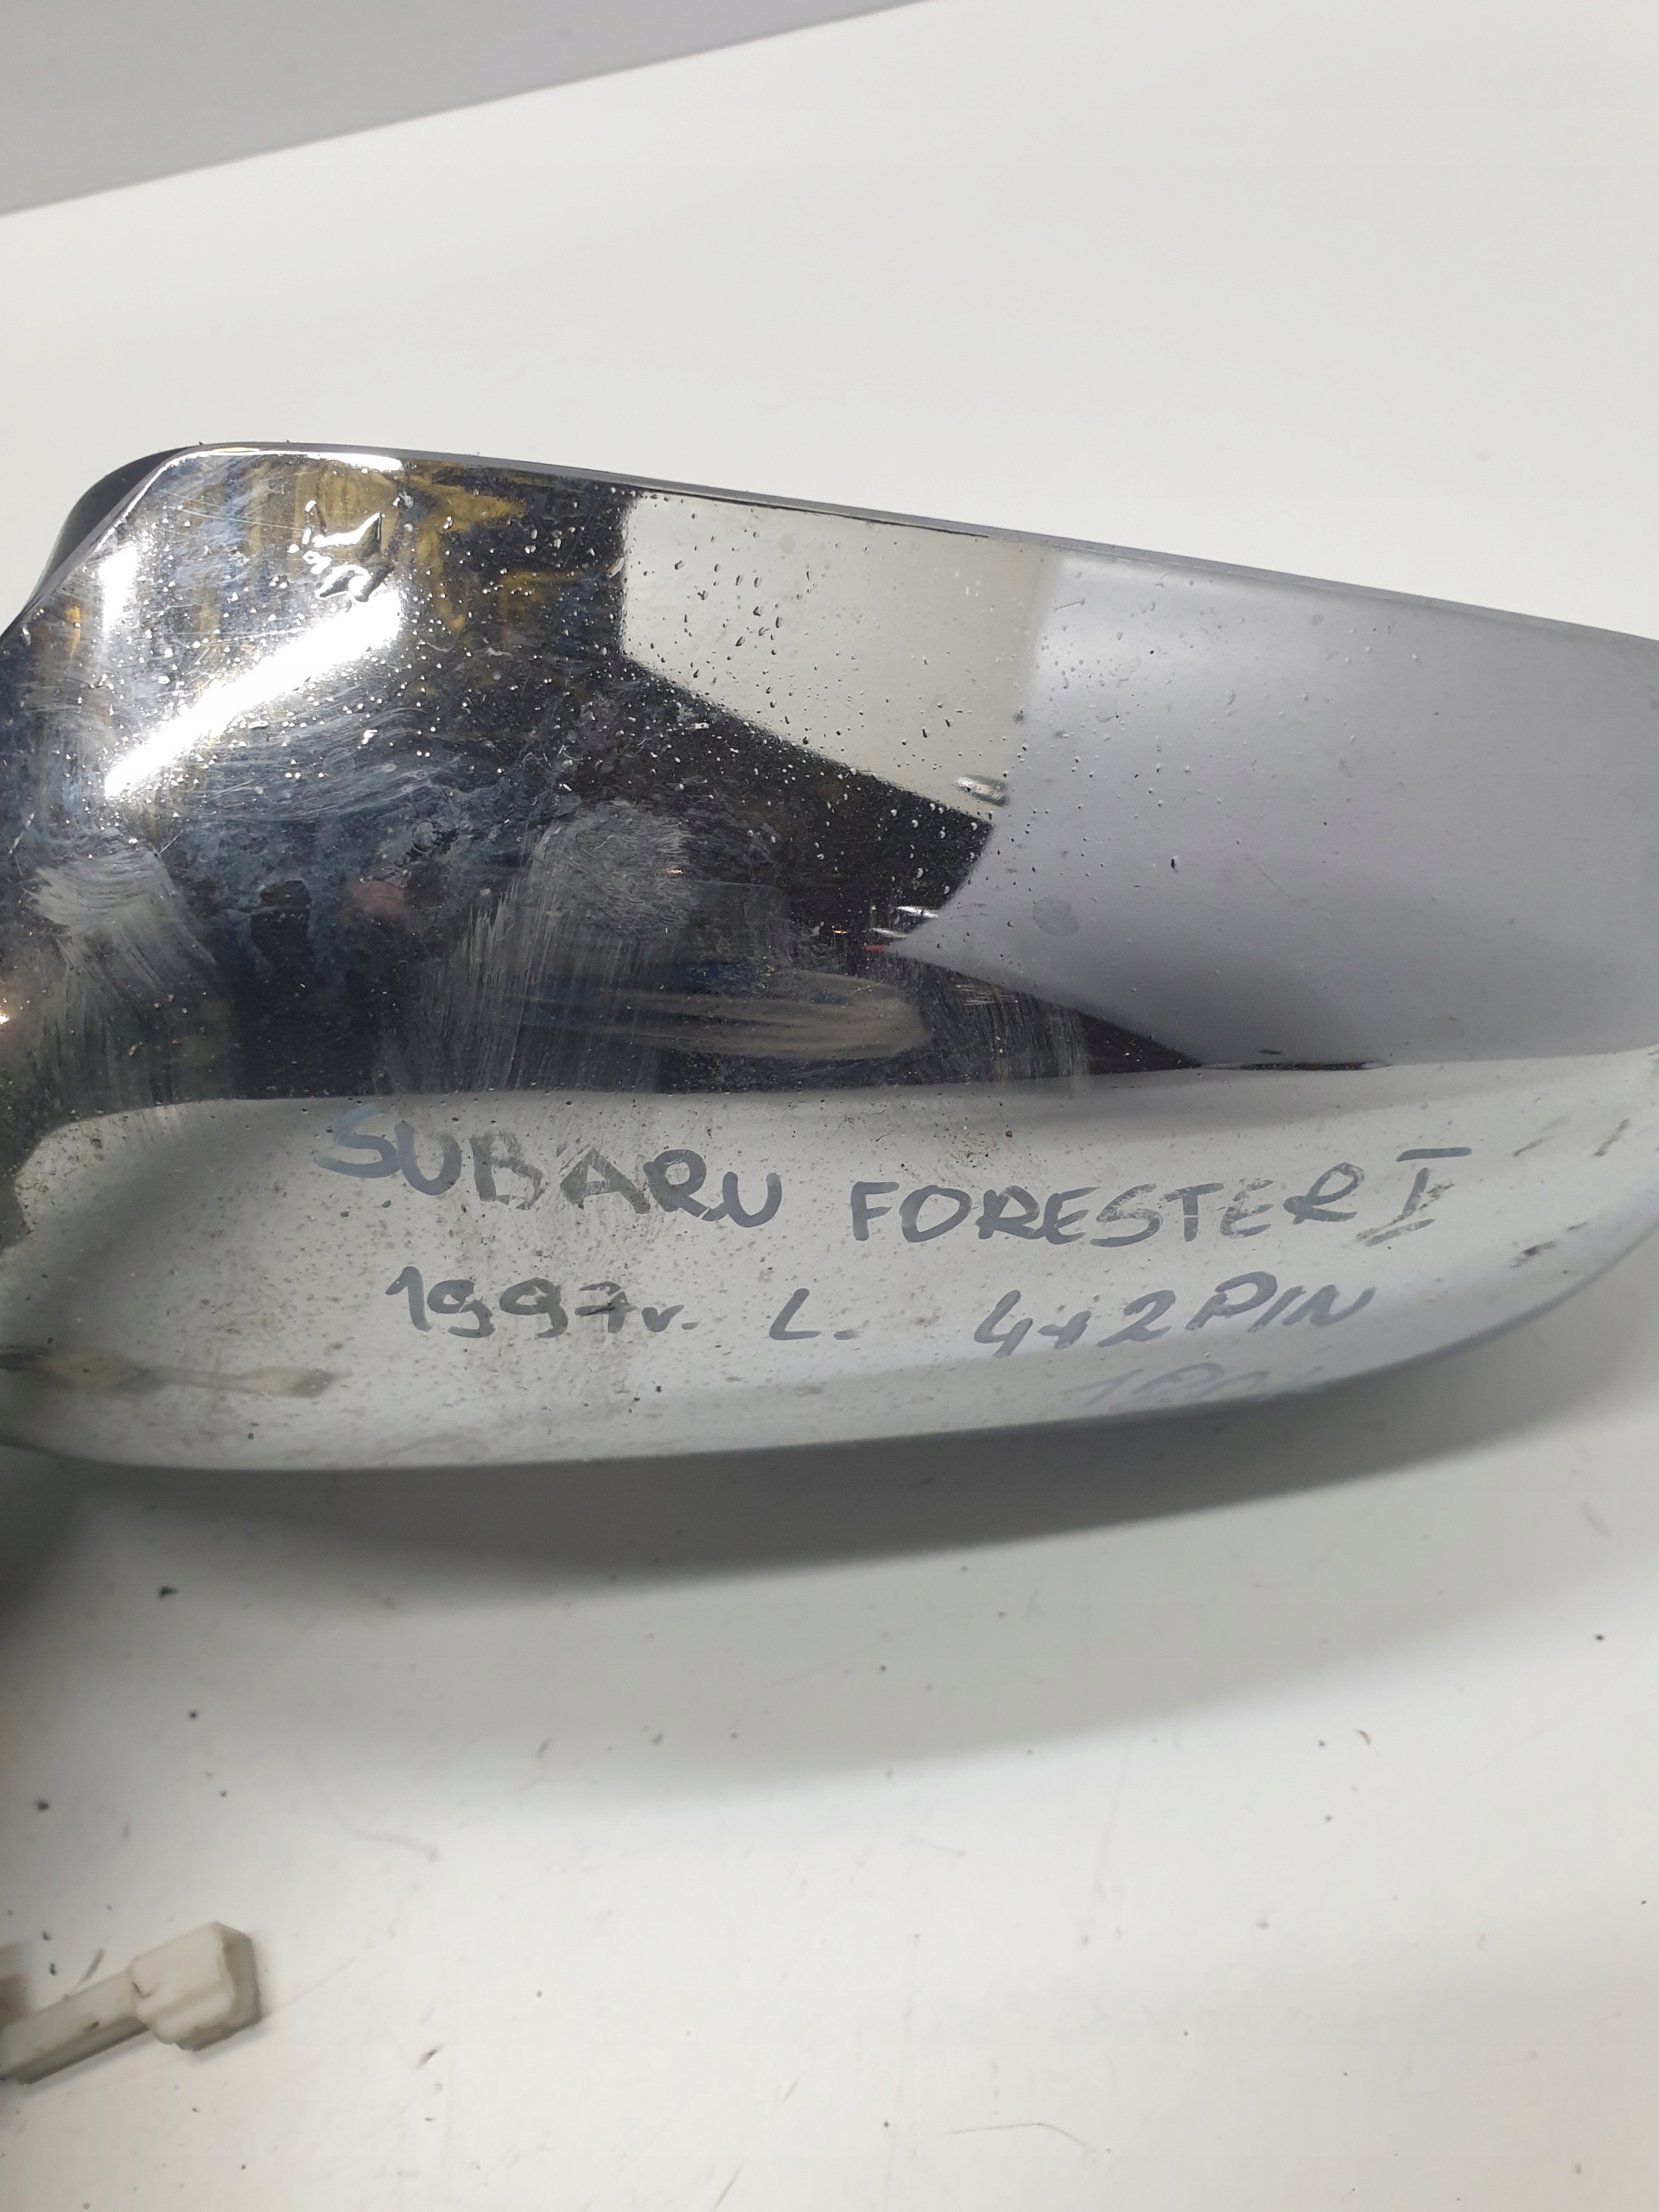 SUBARU FORESTER I
1997r. L. 4+2PIN